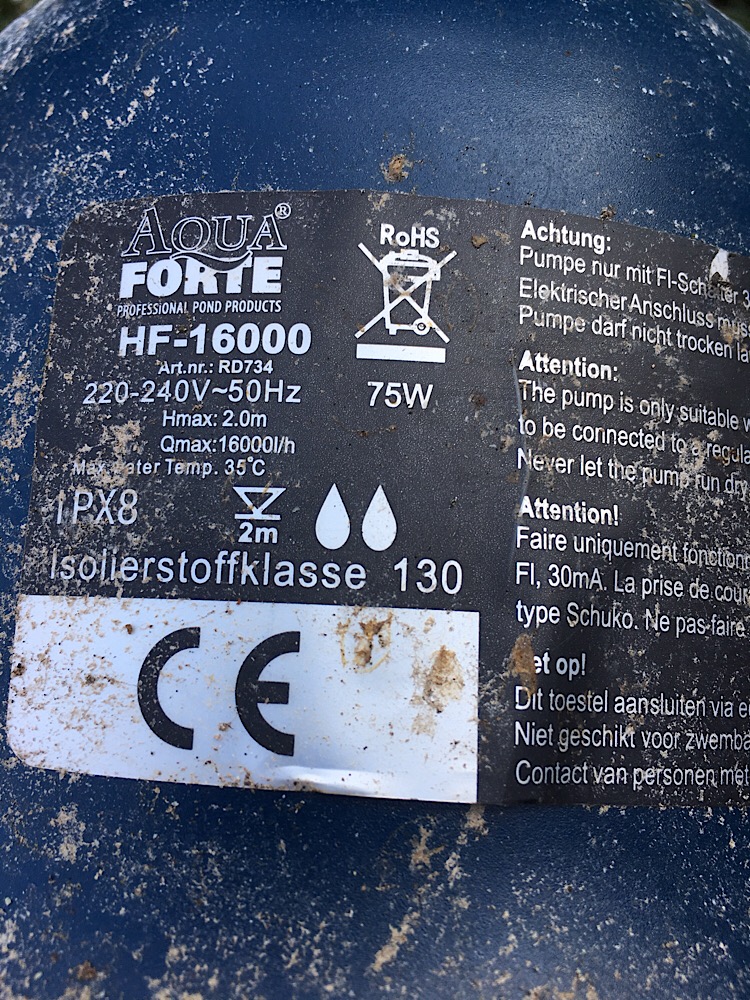 AQUA®
FORTE
PROFESSIONAL POND PRODUCTS
HF-16000
Art.nr.: RD734
220-240V~50Hz
Hmax: 2.0m
Qmax:16000l/h
Max. Water Temp. 35°C
IPX8
2m
Isolierstoffklasse 130
CE
RoHS
75W
Achtung:
Pumpe nur mit FI-Schalter 3
Elektrischer Anschluss mus
Pumpe darf nicht trocken la
Attention:
The pump is only suitable w
to be connected to a regula
Never let the pump run dry
Attention!
Faire uniquement fonctionn
FI, 30mA. La prise de cour
type Schuko. Ne pas faire
et op!
Dit toestel aansluiten via e
Niet geschikt voor zwemba
Contact van personen met